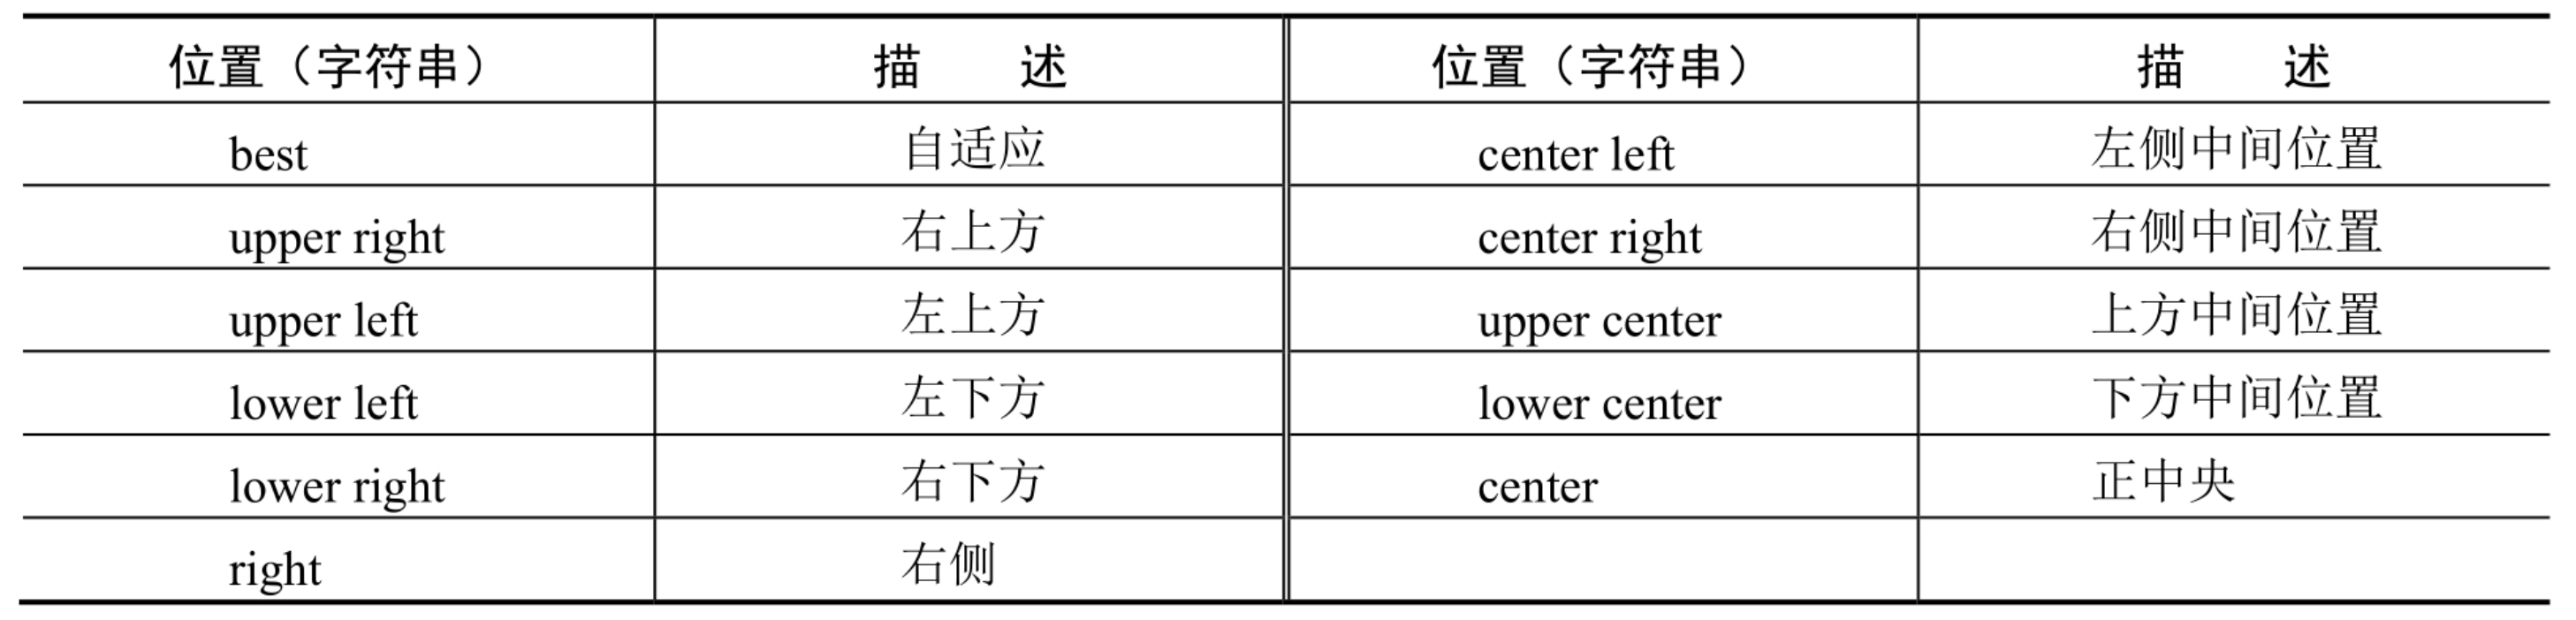 位置（字符串） 描 述 位置（字符串） 描 述
best 自适应 center left 左侧中间位置
upper right 右上方 center right 右侧中间位置
upper left 左上方 upper center 上方中间位置
lower left 左下方 lower center 下方中间位置
lower right 右下方 center 正中央
right 右侧